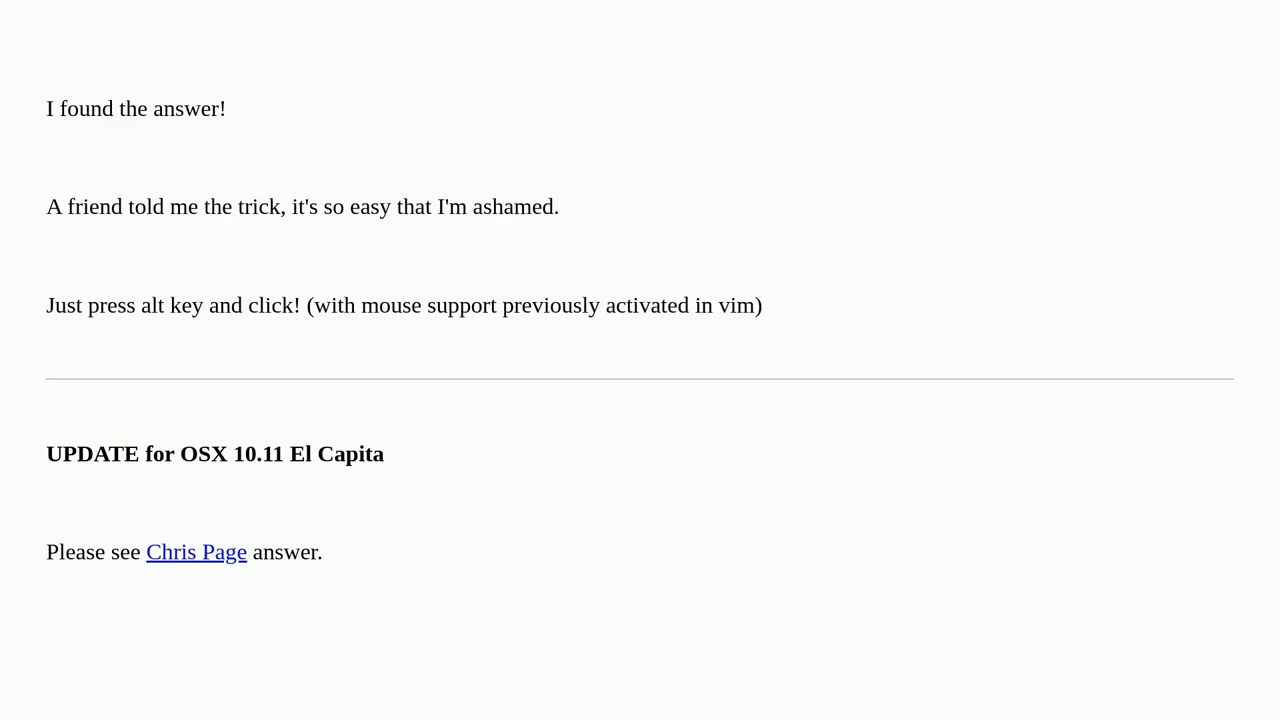 I found the answer!
A friend told me the trick, it's so easy that I'm ashamed.
Just press alt key and click! (with mouse support previously activated in vim)
UPDATE for OSX 10.11 El Capita
Please see Chris Page answer.